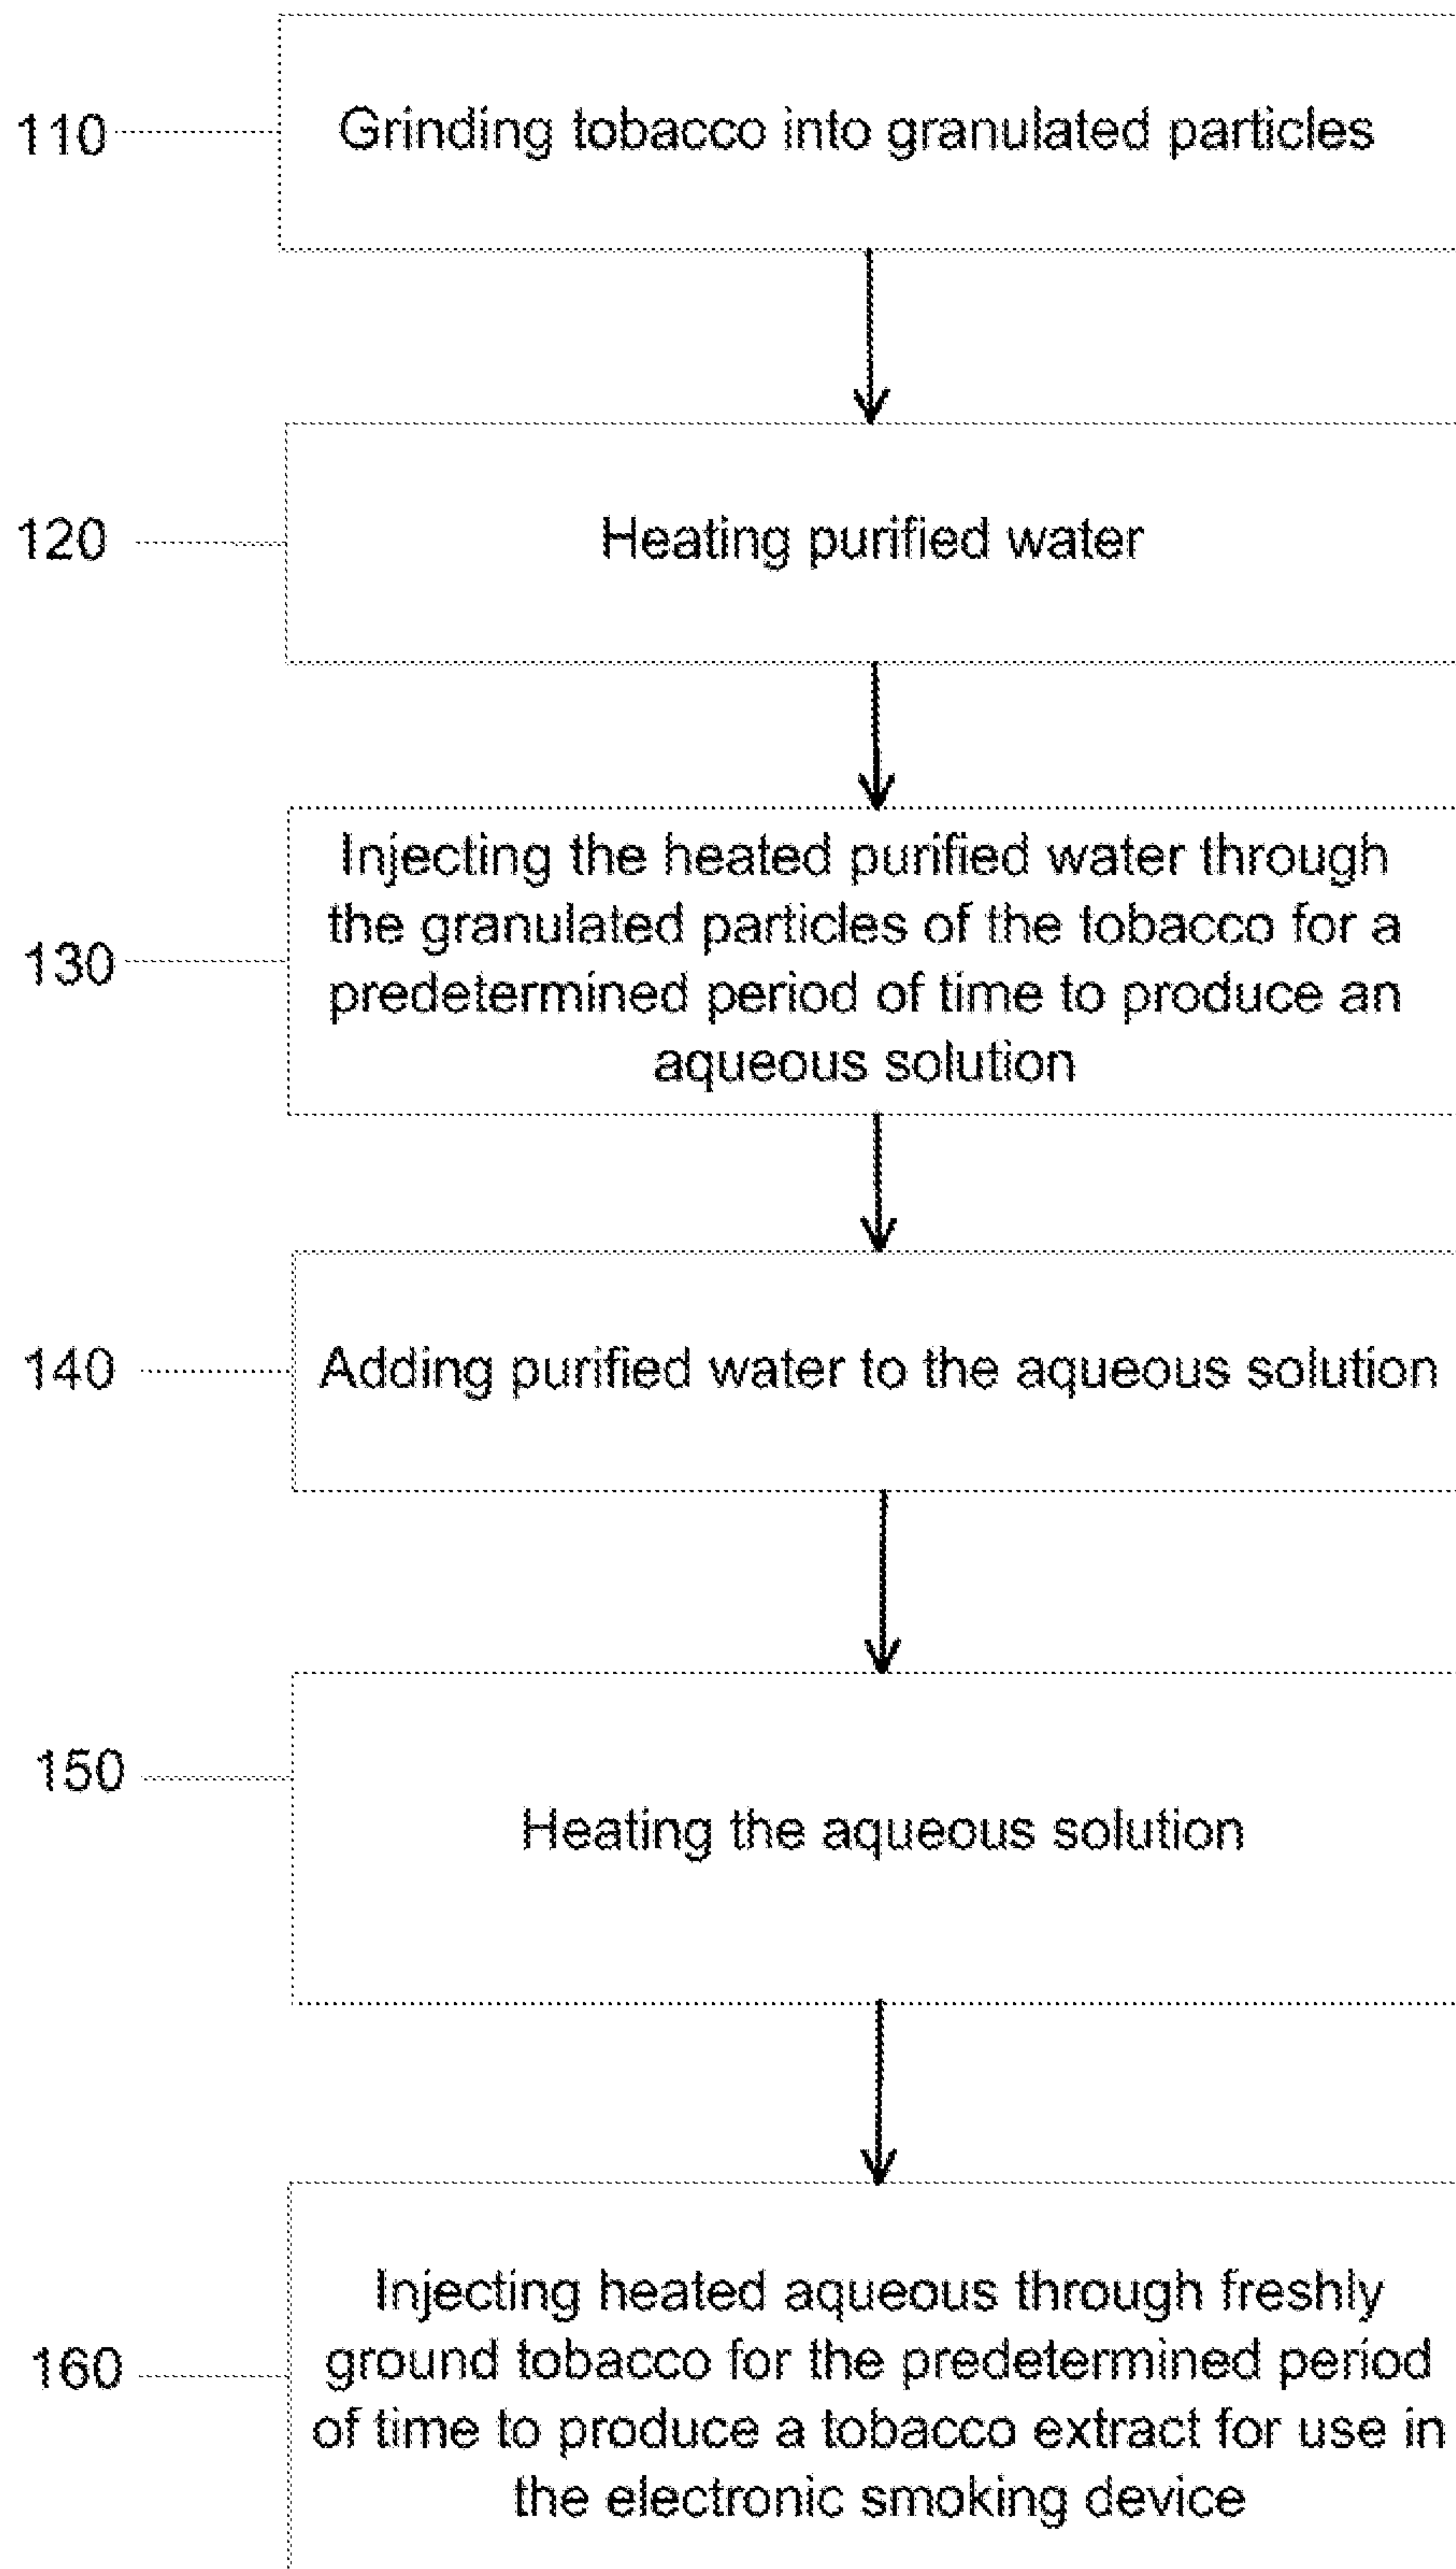 110
Grinding tobacco into granulated particles
120
Heating purified water
130
Injecting the heated purified water through
the granulated particles of the tobacco for a
predetermined period of time to produce an
aqueous solution
140
Adding purified water to the aqueous solution
150
Heating the aqueous solution
160
Injecting heated aqueous through freshly
ground tobacco for the predetermined period
of time to produce a tobacco extract for use in
the electronic smoking device